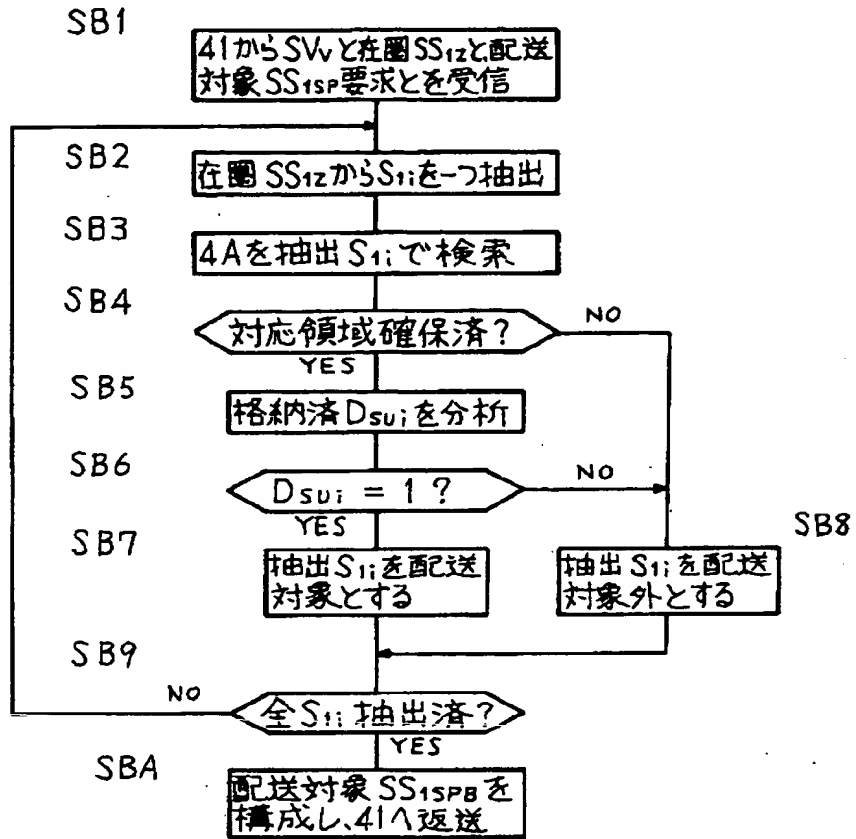 SB1
41からSVvと在圏SS1Zと配送
対象SS1SP要求とを受信
SB2
在圏SS1ZからS1iを一つ抽出
SB3
4Aを抽出S1iで検索
SB4
対応領域確保済?
NO
YES
SB5
格納済DSUiを分析
SB6
DSUi = 1 ?
NO
YES
SB7
抽出S1iを配送
対象とする
SB8
抽出S1iを配送
対象外とする
SB9
NO
全S1i抽出済?
YES
SBA
配送対象SS1SPBを
構成し、41へ返送